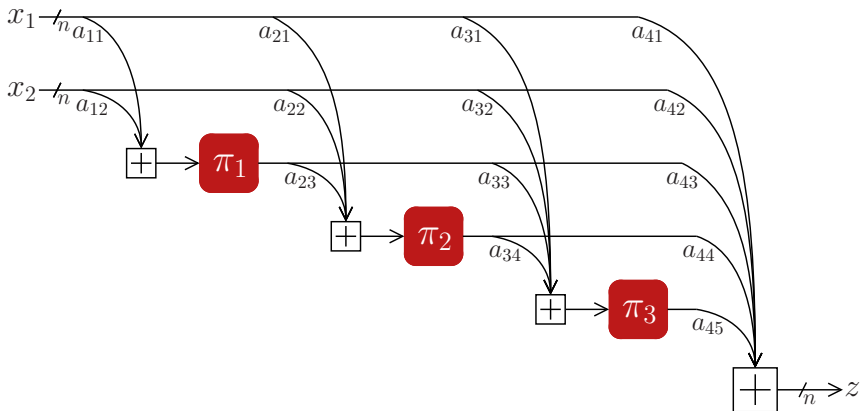 x₁ n a₁₁ a₂₁ a₃₁ a₄₁
x₂ n a₁₂ a₂₂ a₃₂ a₄₂
+ π₁ a₂₃ a₃₃ a₄₃
+ π₂ a₃₄ a₄₄
+ π₃ a₄₅
+ n z